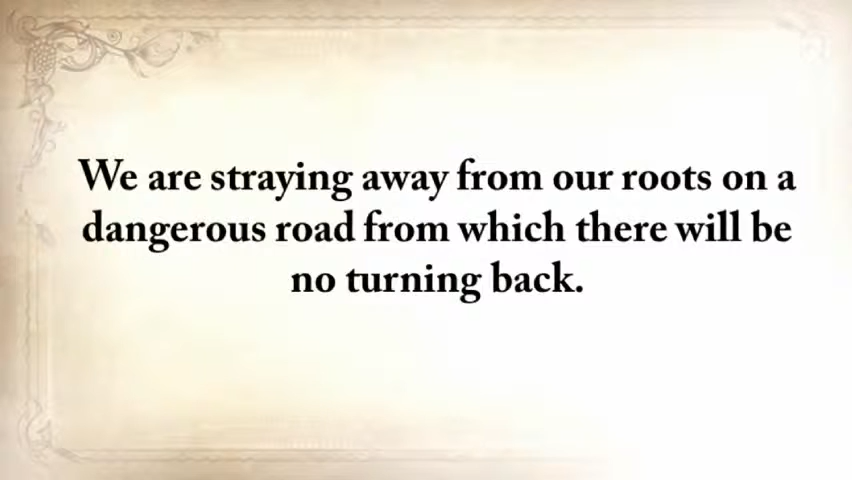 We are straying away from our roots on a
dangerous road from which there will be
no turning back.